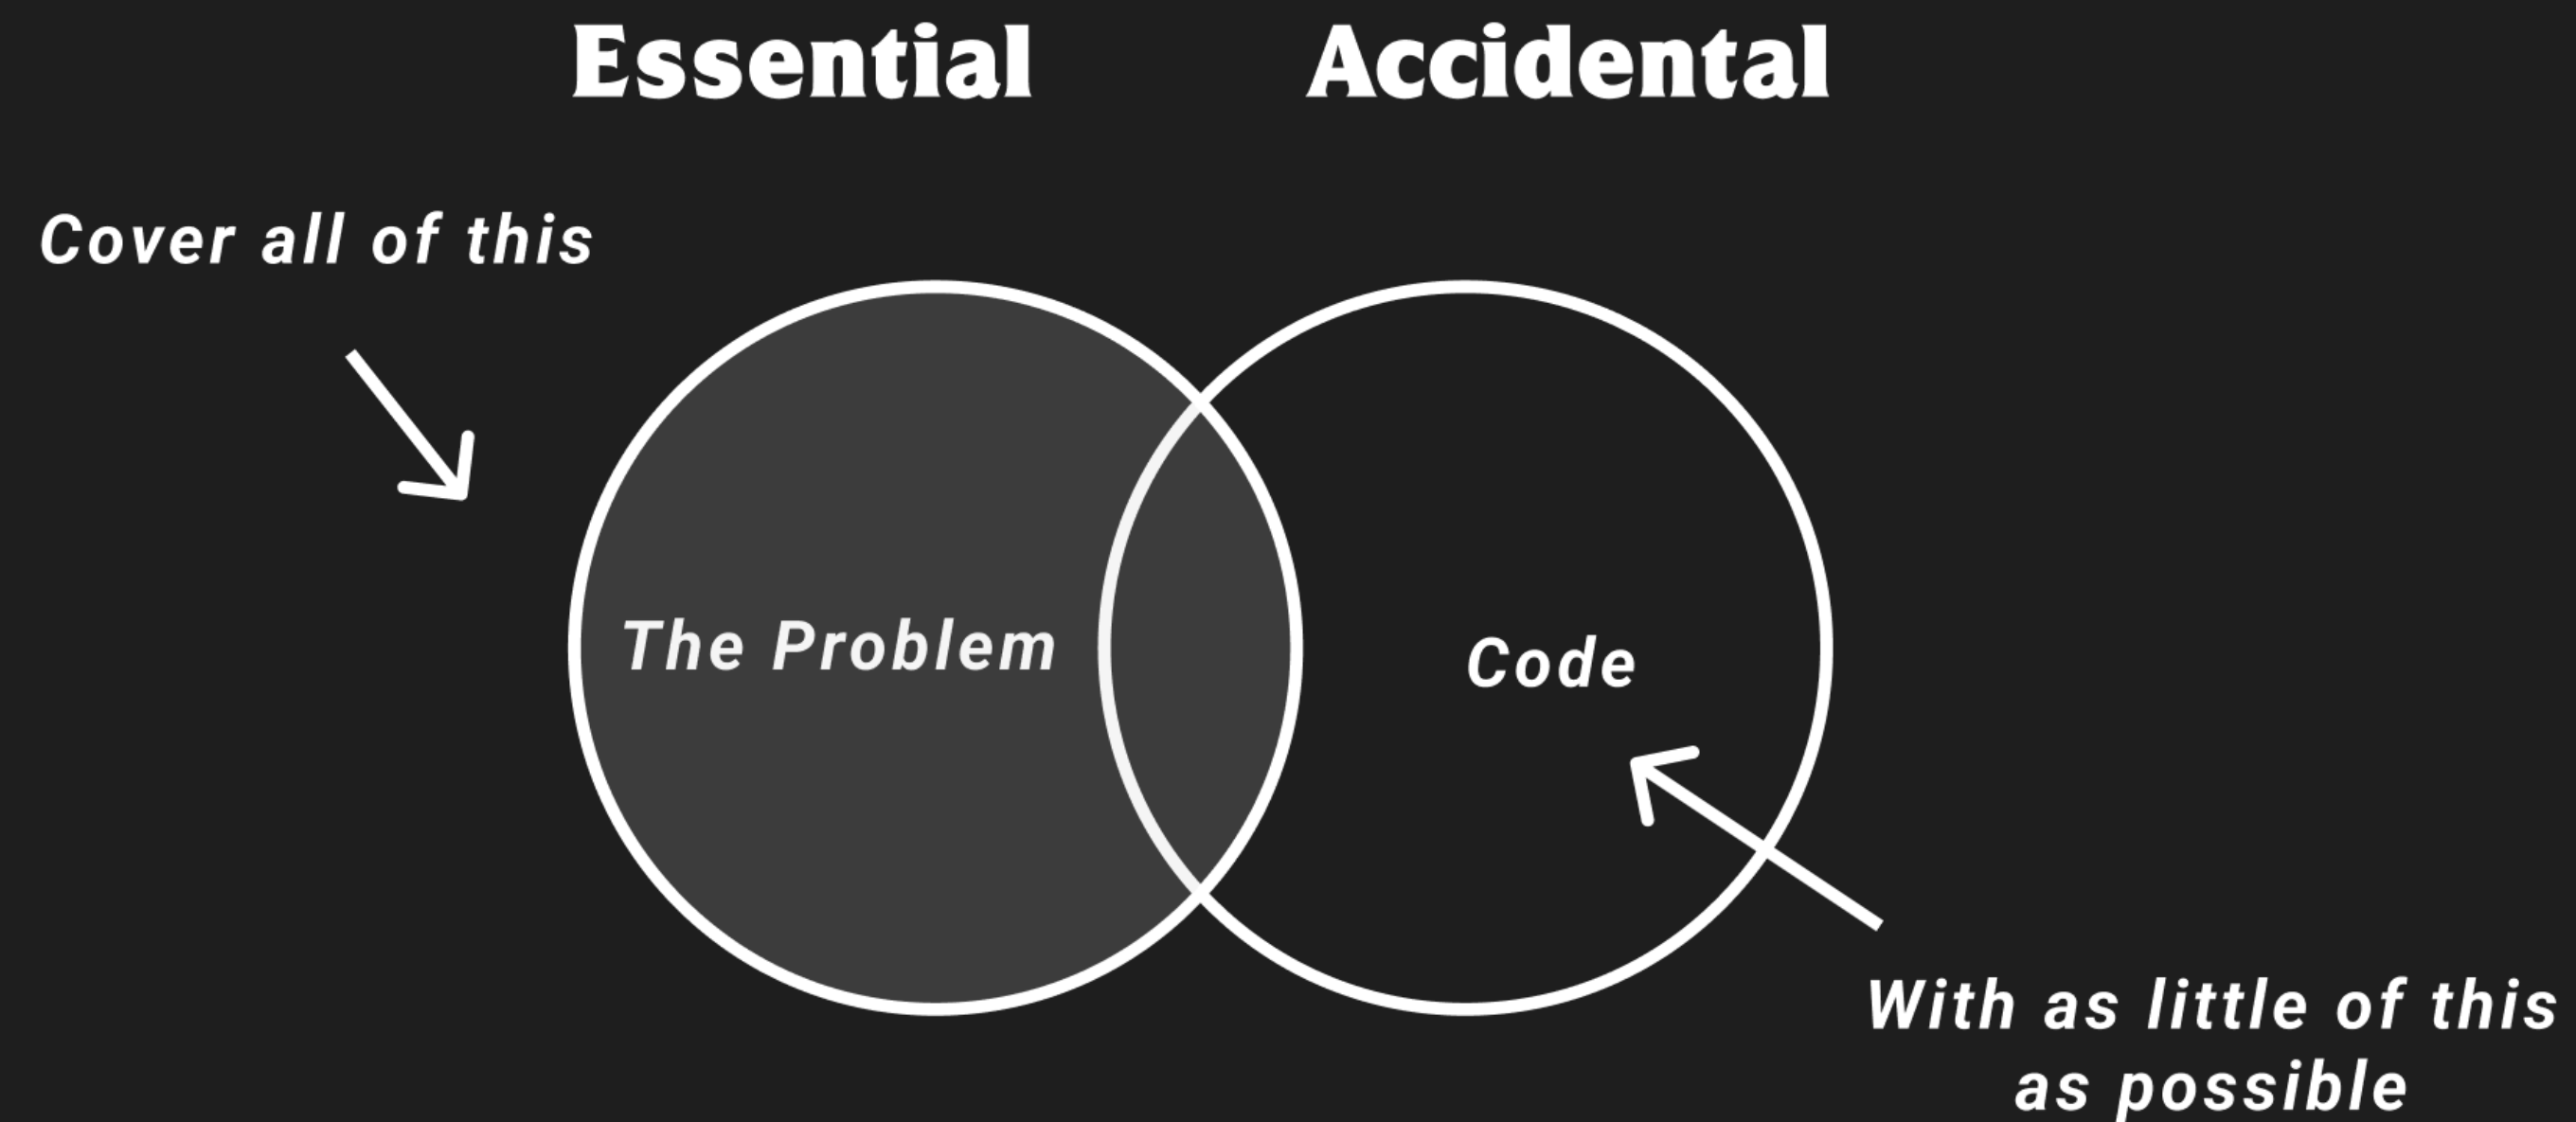 Essential
Accidental
Cover all of this
The Problem
Code
With as little of this
as possible